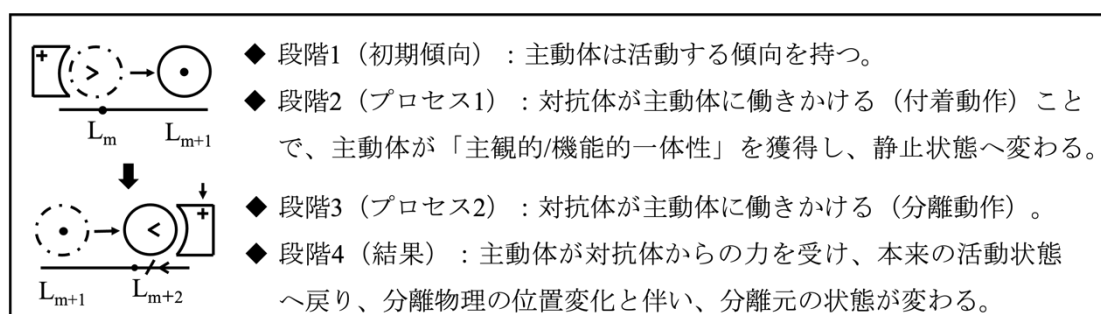 ◆ 段階1（初期傾向）：主動体は活動する傾向を持つ。
◆ 段階2（プロセス1）：対抗体が主動体に働きかける（付着動作）こと
で、主動体が「主観的/機能的一体性」を獲得し、静止状態へ変わる。
Lm Lm+1
◆ 段階3（プロセス2）：対抗体が主動体に働きかける（分離動作）。
◆ 段階4（結果）：主動体が対抗体からの力を受け、本来の活動状態
へ戻り、分離物理の位置変化と伴い、分離元の状態が変わる。
Lm+1 Lm+2